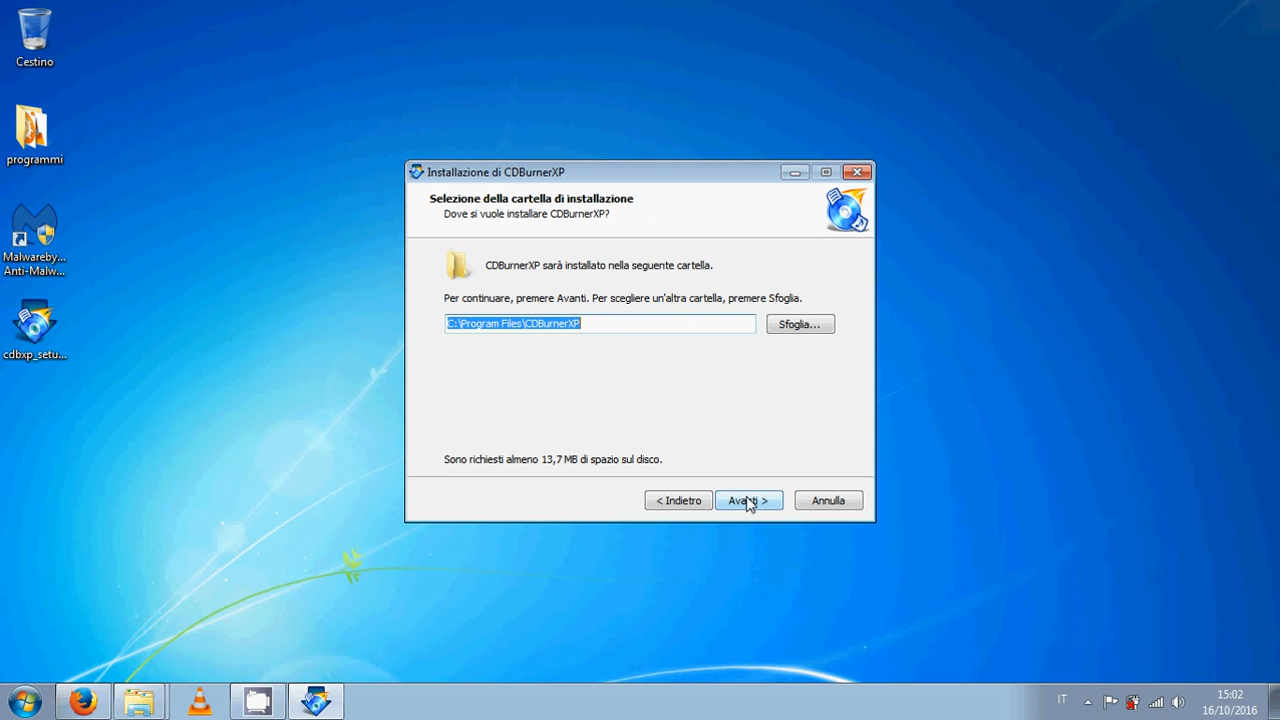 Cestino
programmi
Malwareby...
Anti-Malw...
cdbxp_setu...
Installazione di CDBurnerXP
Selezione della cartella di installazione
Dove si vuole installare CDBurnerXP?
CDBurnerXP sarà installato nella seguente cartella.
Per continuare, premere Avanti. Per scegliere un'altra cartella, premere Sfoglia.
C:\Program Files\CDBurnerXP
Sfoglia...
Sono richiesti almeno 13,7 MB di spazio sul disco.
< Indietro
Avanti >
Annulla
IT
15:02
16/10/2016